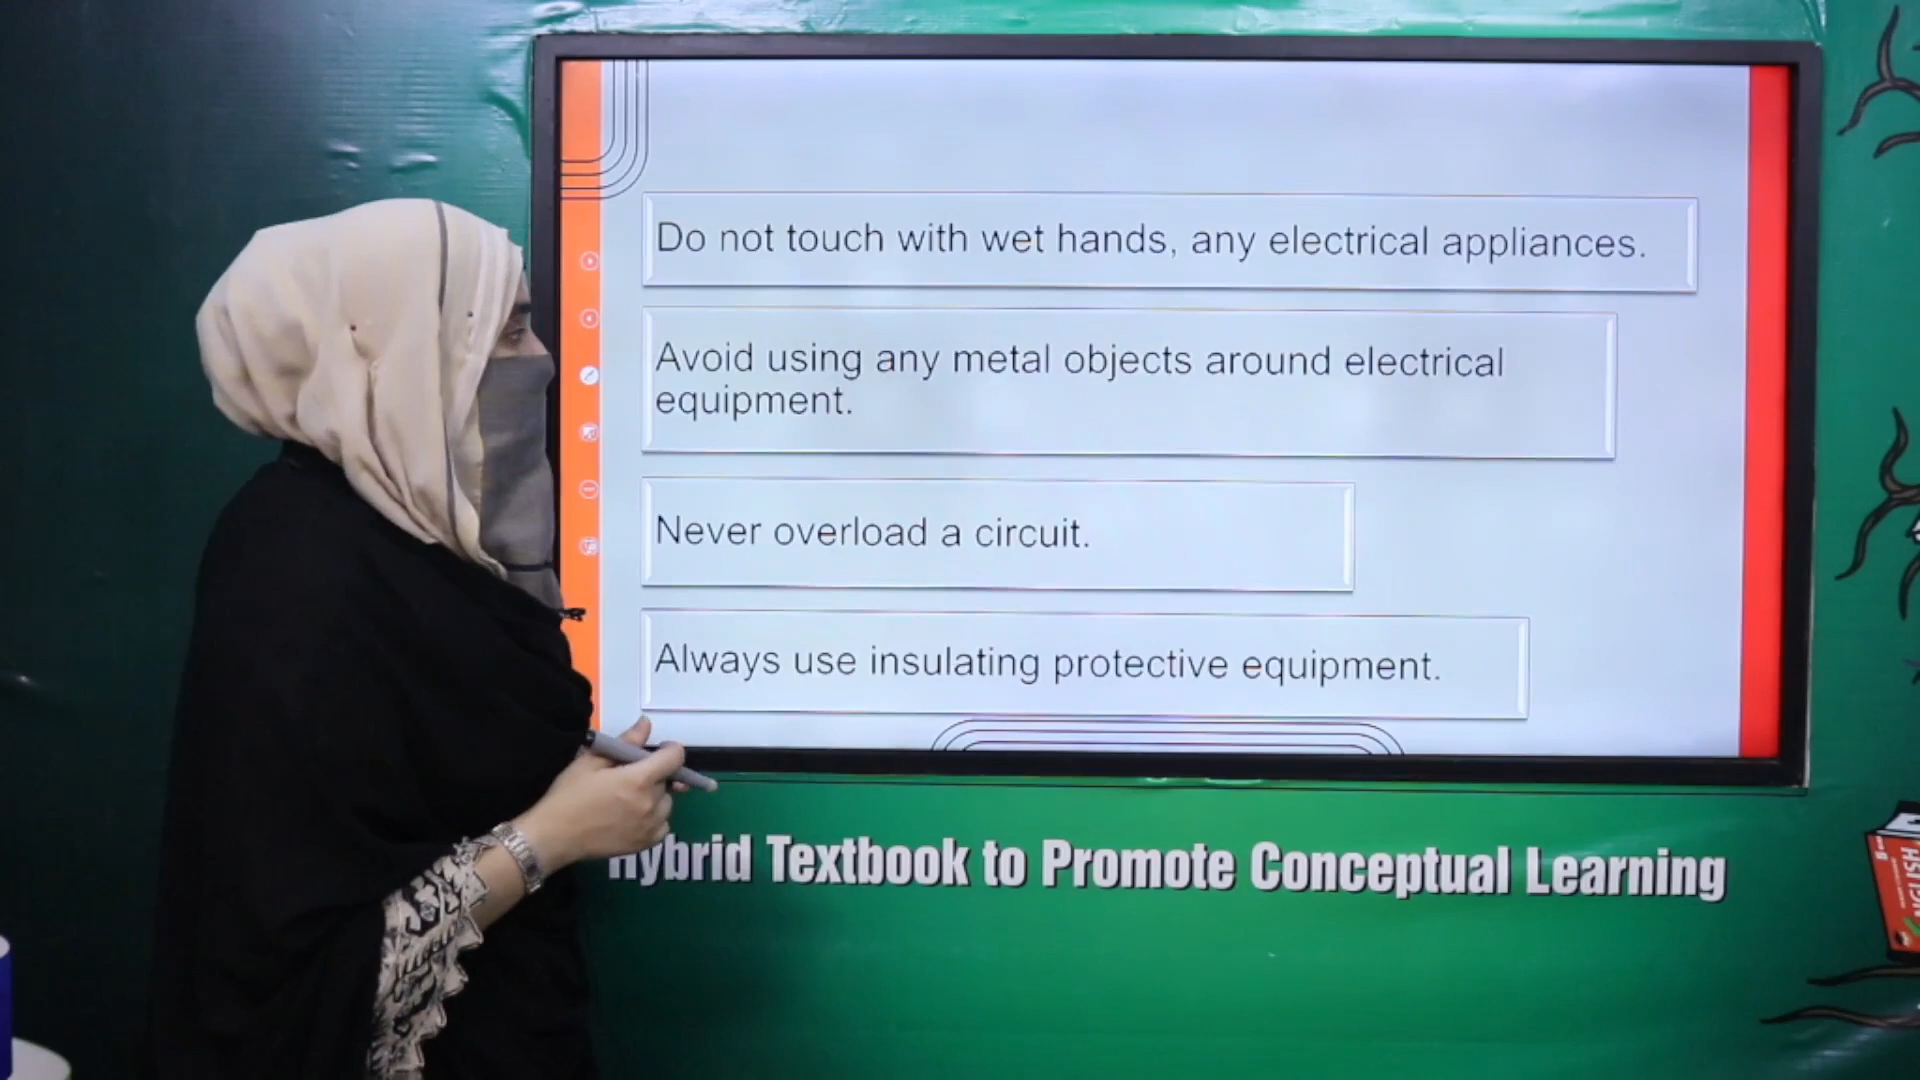 Do not touch with wet hands, any electrical appliances.
Avoid using any metal objects around electrical
equipment.
Never overload a circuit.
Always use insulating protective equipment.
Hybrid Textbook to Promote Conceptual Learning